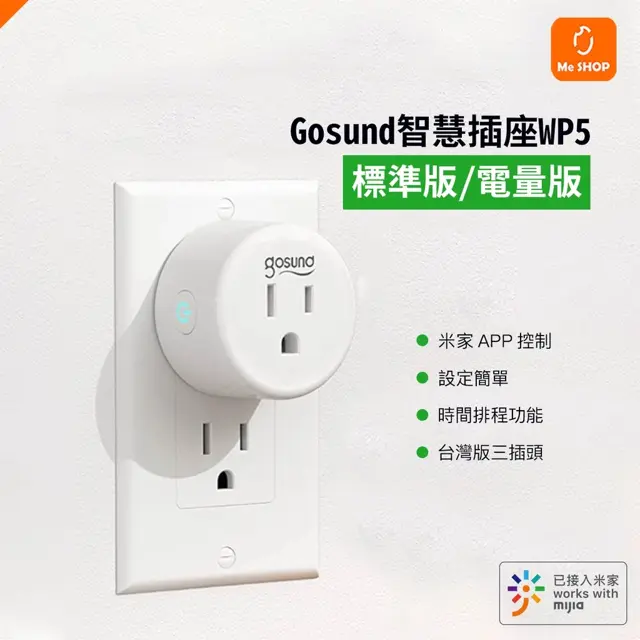 Me SHOP
Gosund智慧插座WP5
標準版/電量版
gosund
米家 APP 控制
設定簡單
時間排程功能
台灣版三插頭
已接入米家
works with
mijia